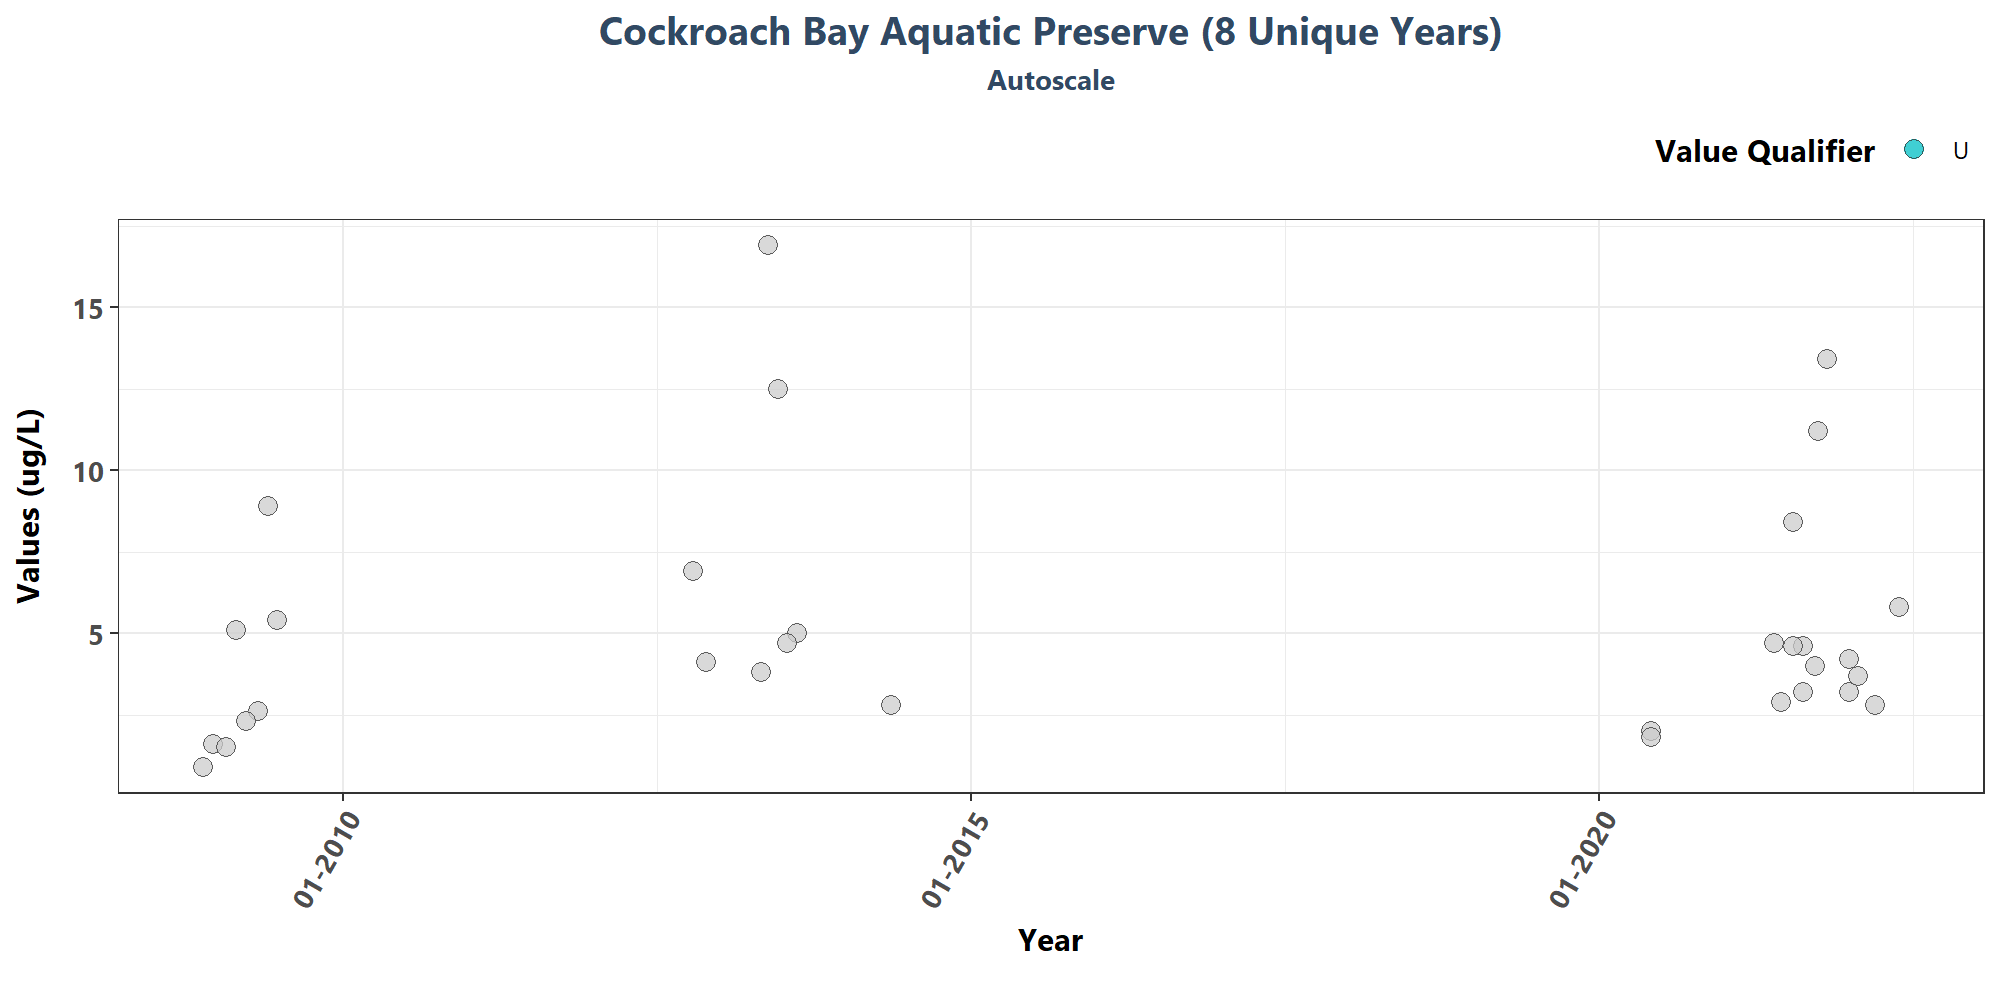 Cockroach Bay Aquatic Preserve (8 Unique Years)
Autoscale
Value Qualifier U
Values (ug/L)
15
10
5
01-2010
01-2015
01-2020
Year